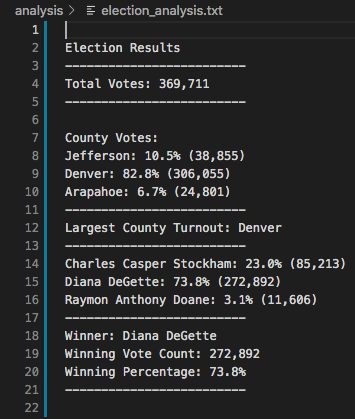 analysis > election_analysis.txt
1
2 Election Results
3 -------------------------
4 Total Votes: 369,711
5 -------------------------
6
7 County Votes:
8 Jefferson: 10.5% (38,855)
9 Denver: 82.8% (306,055)
10 Arapahoe: 6.7% (24,801)
11 -------------------------
12 Largest County Turnout: Denver
13 -------------------------
14 Charles Casper Stockham: 23.0% (85,213)
15 Diana DeGette: 73.8% (272,892)
16 Raymon Anthony Doane: 3.1% (11,606)
17 -------------------------
18 Winner: Diana DeGette
19 Winning Vote Count: 272,892
20 Winning Percentage: 73.8%
21 -------------------------
22